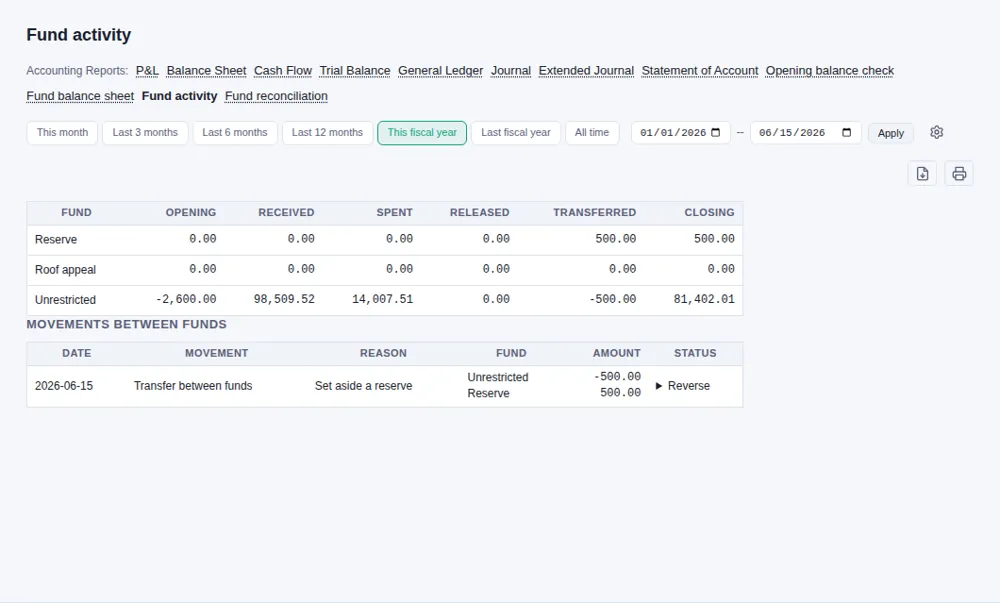 Fund activity
Accounting Reports: P&L Balance Sheet Cash Flow Trial Balance General Ledger Journal Extended Journal Statement of Account Opening balance check
Fund balance sheet Fund activity Fund reconciliation
This month Last 3 months Last 6 months Last 12 months This fiscal year Last fiscal year All time 01/01/2026 -- 06/15/2026 Apply
FUND OPENING RECEIVED SPENT RELEASED TRANSFERRED CLOSING
Reserve 0.00 0.00 0.00 0.00 500.00 500.00
Roof appeal 0.00 0.00 0.00 0.00 0.00 0.00
Unrestricted -2,600.00 98,509.52 14,007.51 0.00 -500.00 81,402.01
MOVEMENTS BETWEEN FUNDS
DATE MOVEMENT REASON FUND AMOUNT STATUS
2026-06-15 Transfer between funds Set aside a reserve Unrestricted -500.00 Reverse
Reserve 500.00